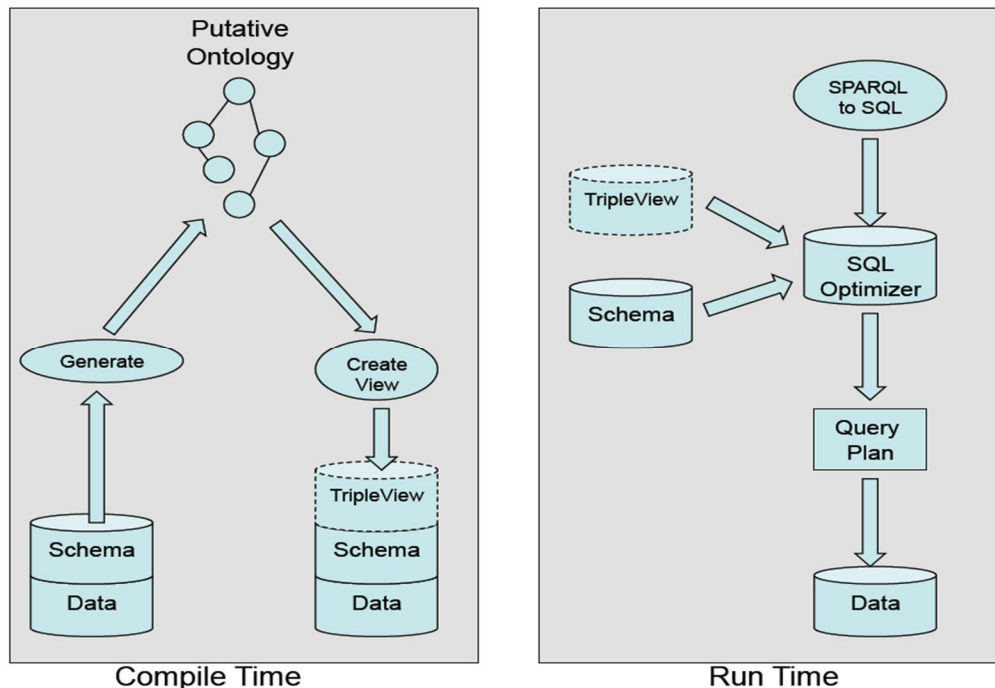 Putative
Ontology
Generate
Create
View
TripleView
Schema
Schema
Data
Data
Compile Time
SPARQL
to SQL
TripleView
SQL
Optimizer
Schema
Query
Plan
Data
Run Time